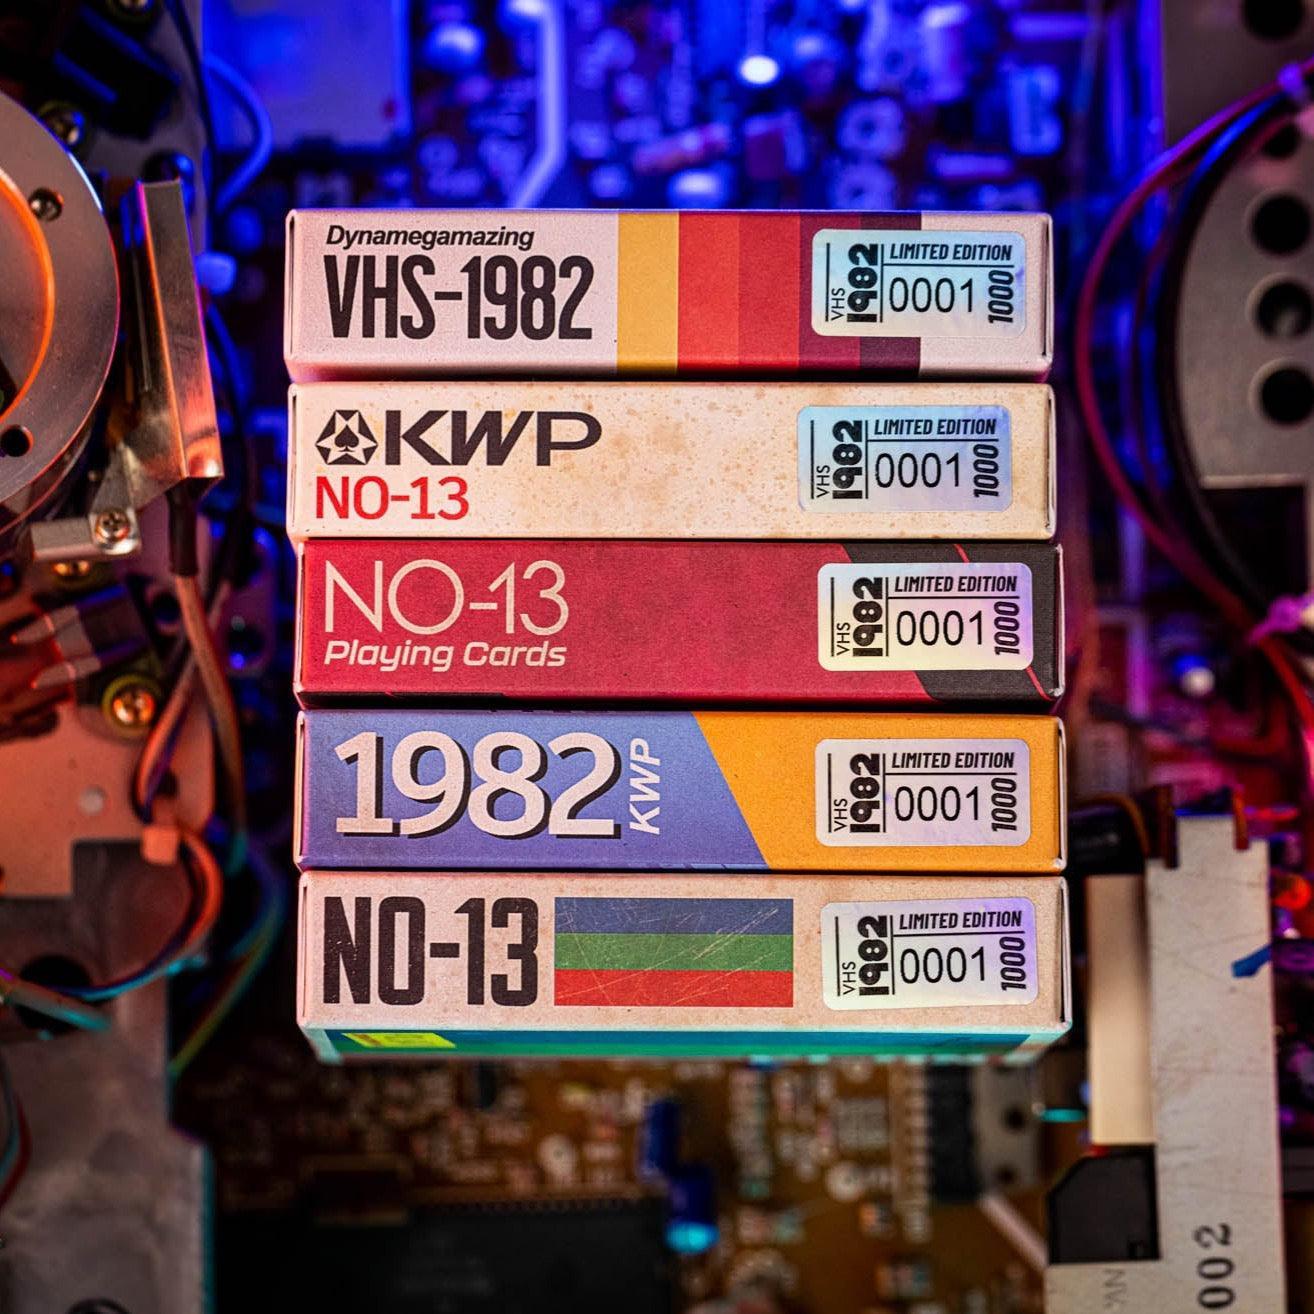 Dynamegamazing
VHS-1982
VHS
1982
LIMITED EDITION
0001
1000
KWP
NO-13
VHS
1982
LIMITED EDITION
0001
1000
NO-13
Playing Cards
VHS
1982
LIMITED EDITION
0001
1000
1982
KWP
VHS
1982
LIMITED EDITION
0001
1000
NO-13
VHS
1982
LIMITED EDITION
0001
1000
002